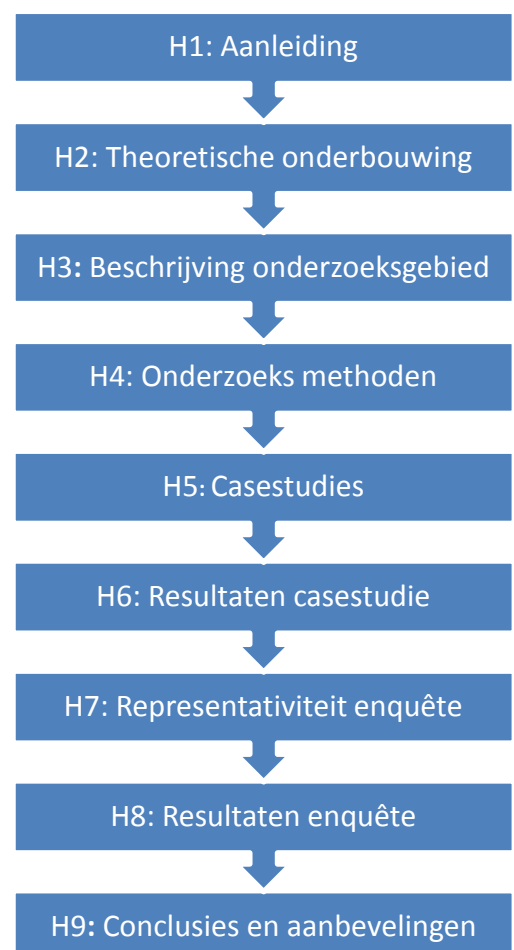 H1: Aanleiding
H2: Theoretische onderbouwing
H3: Beschrijving onderzoeksgebied
H4: Onderzoeks methoden
H5: Casestudies
H6: Resultaten casestudie
H7: Representativiteit enquête
H8: Resultaten enquête
H9: Conclusies en aanbevelingen